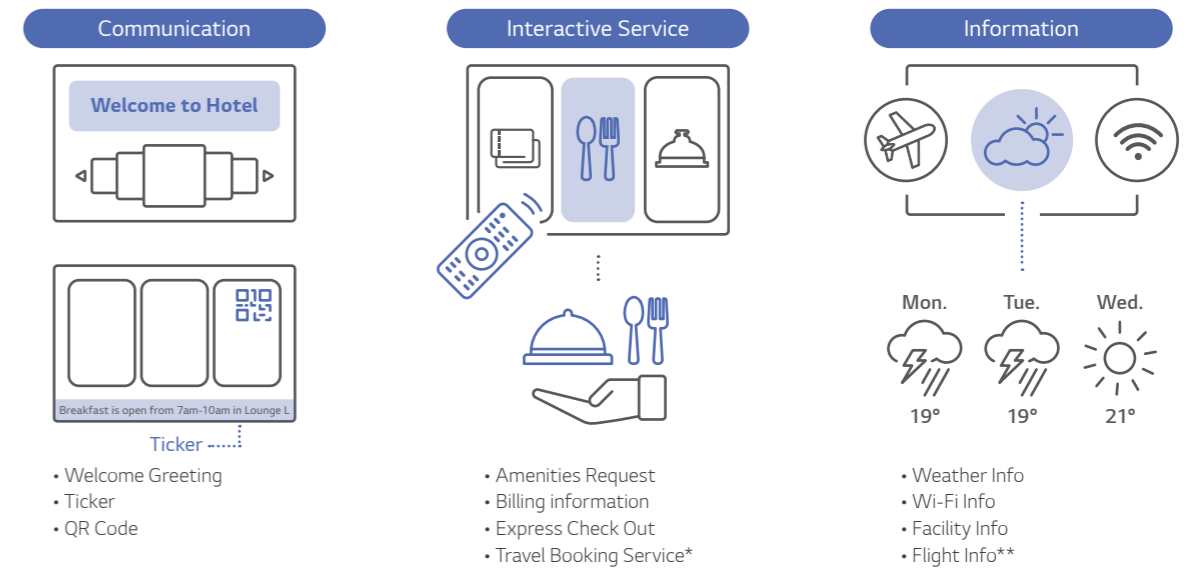 Communication
Welcome to Hotel
Breakfast is open from 7am-10am in Lounge L
Ticker
• Welcome Greeting
• Ticker
• QR Code
Interactive Service
• Amenities Request
• Billing information
• Express Check Out
• Travel Booking Service*
Information
Mon. Tue. Wed.
19° 19° 21°
• Weather Info
• Wi-Fi Info
• Facility Info
• Flight Info**